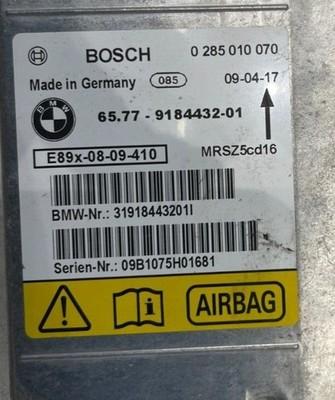 BOSCH 0 285 010 070
Made in Germany 085 09-04-17
BMW 65.77 - 9184432-01
E89x-08-09-410 MRSZ5cd16
BMW-Nr.: 31918443201I
Serien-Nr.: 09B1075H01681
AIRBAG